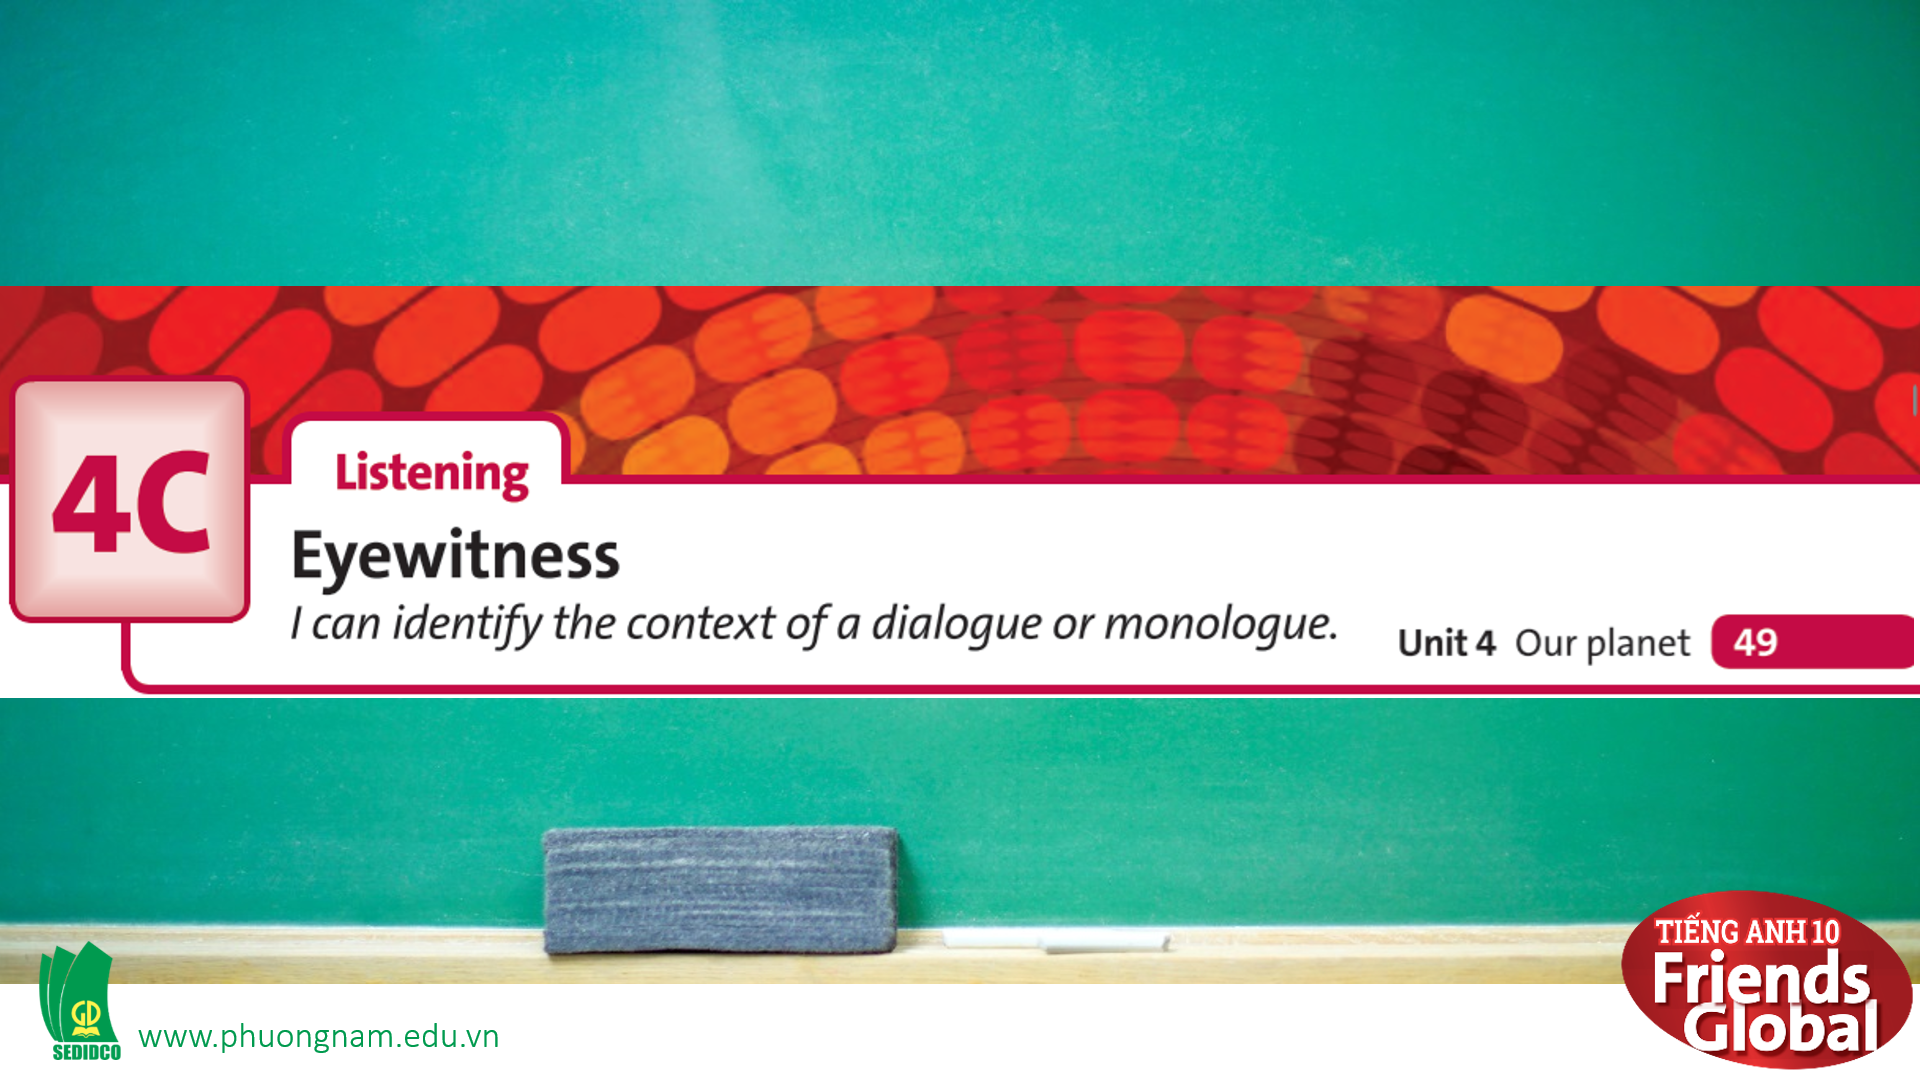 4C
Listening
Eyewitness
I can identify the context of a dialogue or monologue.
Unit 4 Our planet 49
GD
SEDIDCO
www.phuongnam.edu.vn
TIẾNG ANH 10
Friends
Global